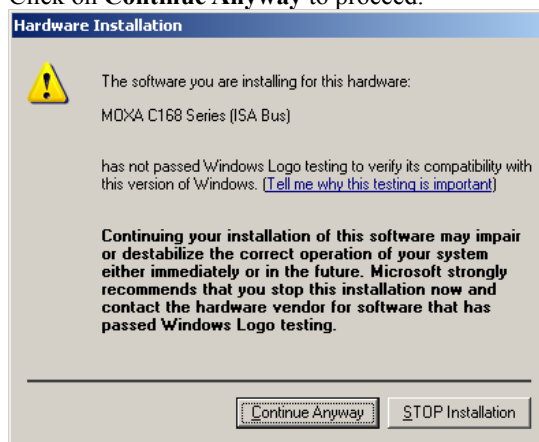 Click on Continue Anyway to proceed.
Hardware Installation
The software you are installing for this hardware:
MOXA C168 Series (ISA Bus)
has not passed Windows Logo testing to verify its compatibility with
this version of Windows. (Tell me why this testing is important)
Continuing your installation of this software may impair
or destabilize the correct operation of your system
either immediately or in the future. Microsoft strongly
recommends that you stop this installation now and
contact the hardware vendor for software that has
passed Windows Logo testing.
Continue Anyway
STOP Installation